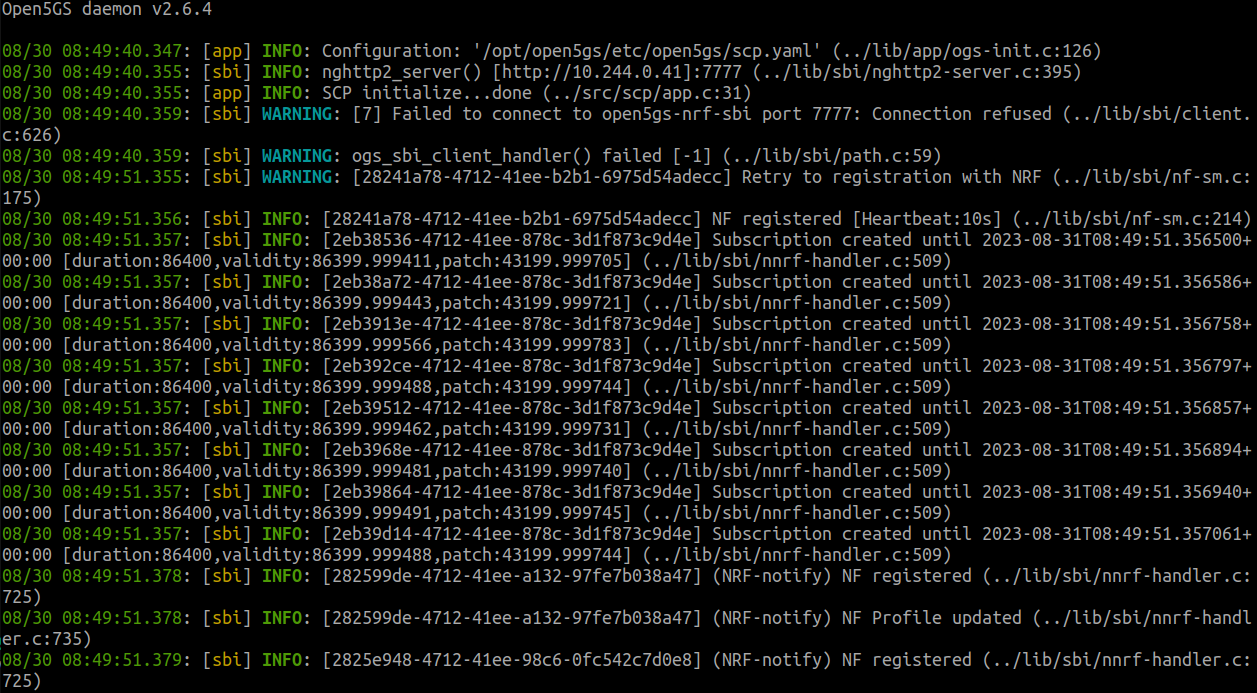 Open5GS daemon v2.6.4
08/30 08:49:40.347: [app] INFO: Configuration: '/opt/open5gs/etc/open5gs/scp.yaml' (../lib/app/ogs-init.c:126)
08/30 08:49:40.355: [sbi] INFO: nghttp2_server() [http://10.244.0.41]:7777 (../lib/sbi/nghttp2-server.c:395)
08/30 08:49:40.355: [app] INFO: SCP initialize...done (../src/scp/app.c:31)
08/30 08:49:40.359: [sbi] WARNING: [7] Failed to connect to open5gs-nrf-sbi port 7777: Connection refused (../lib/sbi/client.
c:626)
08/30 08:49:40.359: [sbi] WARNING: ogs_sbi_client_handler() failed [-1] (../lib/sbi/path.c:59)
08/30 08:49:51.355: [sbi] WARNING: [28241a78-4712-41ee-b2b1-6975d54adecc] Retry to registration with NRF (../lib/sbi/nf-sm.c:
175)
08/30 08:49:51.356: [sbi] INFO: [28241a78-4712-41ee-b2b1-6975d54adecc] NF registered [Heartbeat:10s] (../lib/sbi/nf-sm.c:214)
08/30 08:49:51.357: [sbi] INFO: [2eb38536-4712-41ee-878c-3d1f873c9d4e] Subscription created until 2023-08-31T08:49:51.356500+
00:00 [duration:86400,validity:86399.999411,patch:43199.999705] (../lib/sbi/nnrf-handler.c:509)
08/30 08:49:51.357: [sbi] INFO: [2eb38a72-4712-41ee-878c-3d1f873c9d4e] Subscription created until 2023-08-31T08:49:51.356586+
00:00 [duration:86400,validity:86399.999443,patch:43199.999721] (../lib/sbi/nnrf-handler.c:509)
08/30 08:49:51.357: [sbi] INFO: [2eb3913e-4712-41ee-878c-3d1f873c9d4e] Subscription created until 2023-08-31T08:49:51.356758+
00:00 [duration:86400,validity:86399.999566,patch:43199.999783] (../lib/sbi/nnrf-handler.c:509)
08/30 08:49:51.357: [sbi] INFO: [2eb392ce-4712-41ee-878c-3d1f873c9d4e] Subscription created until 2023-08-31T08:49:51.356797+
00:00 [duration:86400,validity:86399.999488,patch:43199.999744] (../lib/sbi/nnrf-handler.c:509)
08/30 08:49:51.357: [sbi] INFO: [2eb39512-4712-41ee-878c-3d1f873c9d4e] Subscription created until 2023-08-31T08:49:51.356857+
00:00 [duration:86400,validity:86399.999462,patch:43199.999731] (../lib/sbi/nnrf-handler.c:509)
08/30 08:49:51.357: [sbi] INFO: [2eb3968e-4712-41ee-878c-3d1f873c9d4e] Subscription created until 2023-08-31T08:49:51.356894+
00:00 [duration:86400,validity:86399.999481,patch:43199.999740] (../lib/sbi/nnrf-handler.c:509)
08/30 08:49:51.357: [sbi] INFO: [2eb39864-4712-41ee-878c-3d1f873c9d4e] Subscription created until 2023-08-31T08:49:51.356940+
00:00 [duration:86400,validity:86399.999491,patch:43199.999745] (../lib/sbi/nnrf-handler.c:509)
08/30 08:49:51.357: [sbi] INFO: [2eb39d14-4712-41ee-878c-3d1f873c9d4e] Subscription created until 2023-08-31T08:49:51.357061+
00:00 [duration:86400,validity:86399.999488,patch:43199.999744] (../lib/sbi/nnrf-handler.c:509)
08/30 08:49:51.378: [sbi] INFO: [282599de-4712-41ee-a132-97fe7b038a47] (NRF-notify) NF registered (../lib/sbi/nnrf-handler.c:
725)
08/30 08:49:51.378: [sbi] INFO: [282599de-4712-41ee-a132-97fe7b038a47] (NRF-notify) NF Profile updated (../lib/sbi/nnrf-handl
er.c:735)
08/30 08:49:51.379: [sbi] INFO: [2825e948-4712-41ee-98c6-0fc542c7d0e8] (NRF-notify) NF registered (../lib/sbi/nnrf-handler.c:
725)